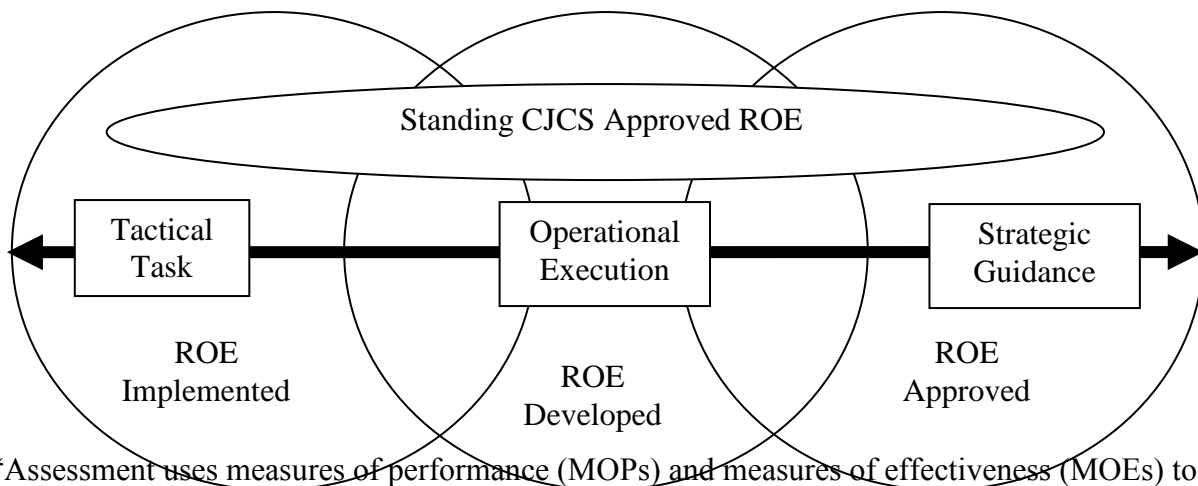 Standing CJCS Approved ROE
Tactical
Task
Operational
Execution
Strategic
Guidance
ROE
Implemented
ROE
Developed
ROE
Approved
“Assessment uses measures of performance (MOPs) and measures of effectiveness (MOEs) to